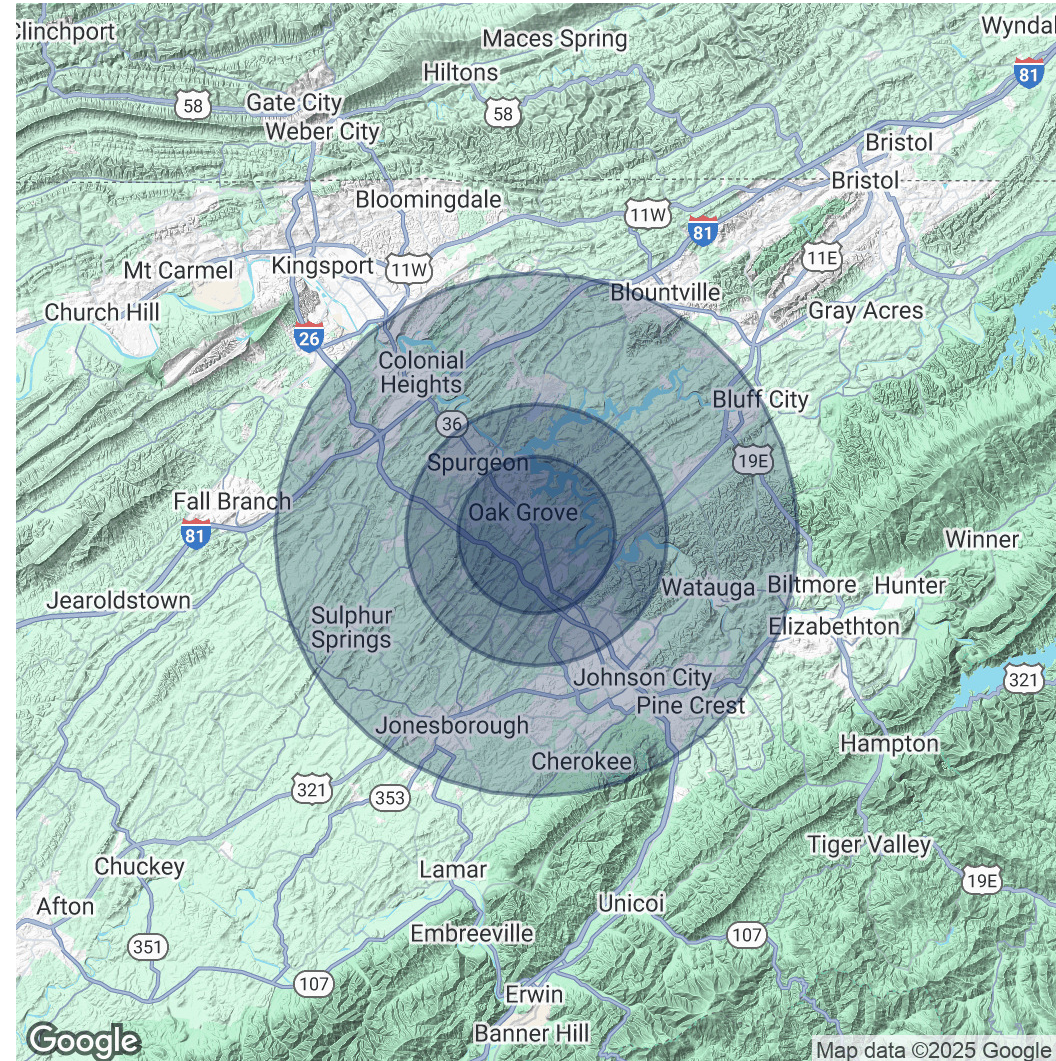 Clinchport
Wyndal
Maces Spring
Hiltons
81
58
Gate City
58
Weber City
Bristol
Bristol
Bloomingdale
11W
81
11E
Mt Carmel
Kingsport
11W
Blountville
Church Hill
Gray Acres
26
Colonial
Heights
Bluff City
36
19E
Spurgeon
Fall Branch
Oak Grove
81
Winner
Watauga
Biltmore
Hunter
Jearoldstown
Sulphur
Springs
Elizabethton
Johnson City
321
Pine Crest
Jonesborough
Hampton
Cherokee
321
353
Tiger Valley
Chuckey
Lamar
19E
Afton
Unicoi
351
Embreeville
107
107
Erwin
Banner Hill
Google
Map data ©2025 Google